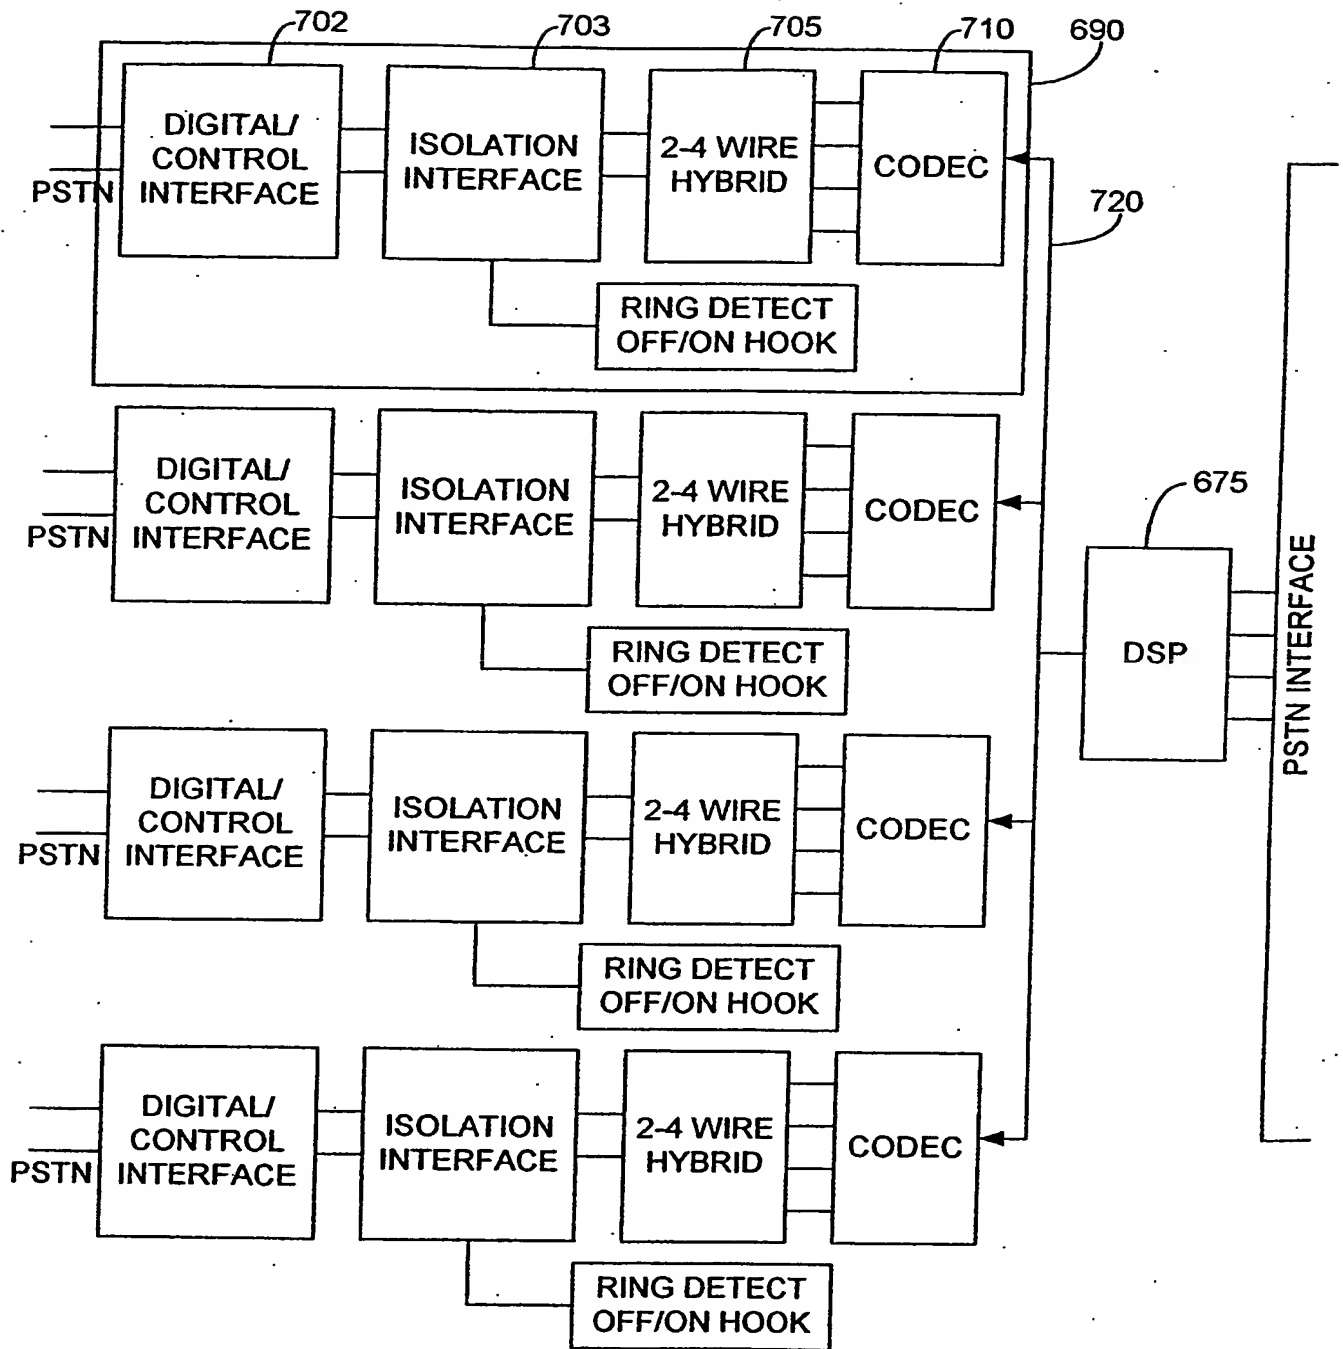 702
703
705
710
690
DIGITAL/
CONTROL
INTERFACE
ISOLATION
INTERFACE
2-4 WIRE
HYBRID
CODEC
PSTN
720
RING DETECT
OFF/ON HOOK
DIGITAL/
CONTROL
INTERFACE
ISOLATION
INTERFACE
2-4 WIRE
HYBRID
CODEC
PSTN
RING DETECT
OFF/ON HOOK
675
DSP
PSTN INTERFACE
DIGITAL/
CONTROL
INTERFACE
ISOLATION
INTERFACE
2-4 WIRE
HYBRID
CODEC
PSTN
RING DETECT
OFF/ON HOOK
DIGITAL/
CONTROL
INTERFACE
ISOLATION
INTERFACE
2-4 WIRE
HYBRID
CODEC
PSTN
RING DETECT
OFF/ON HOOK